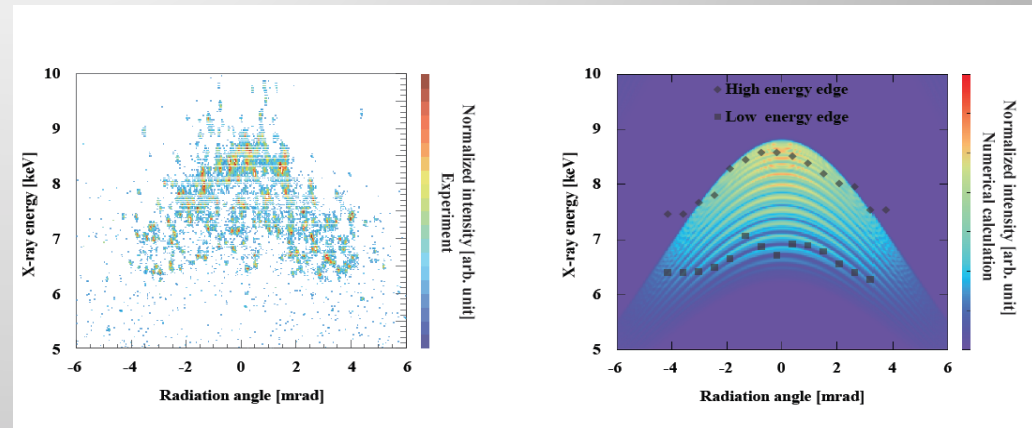 10
9
8
7
6
5
X-ray energy [keV]
-6 -4 -2 0 2 4 6
Radiation angle [mrad]
Normalized intensity [arb. unit]
Experiment
10
9
8
7
6
5
X-ray energy [keV]
High energy edge
Low energy edge
-6 -4 -2 0 2 4 6
Radiation angle [mrad]
Normalized intensity [arb. unit]
Numerical calculation